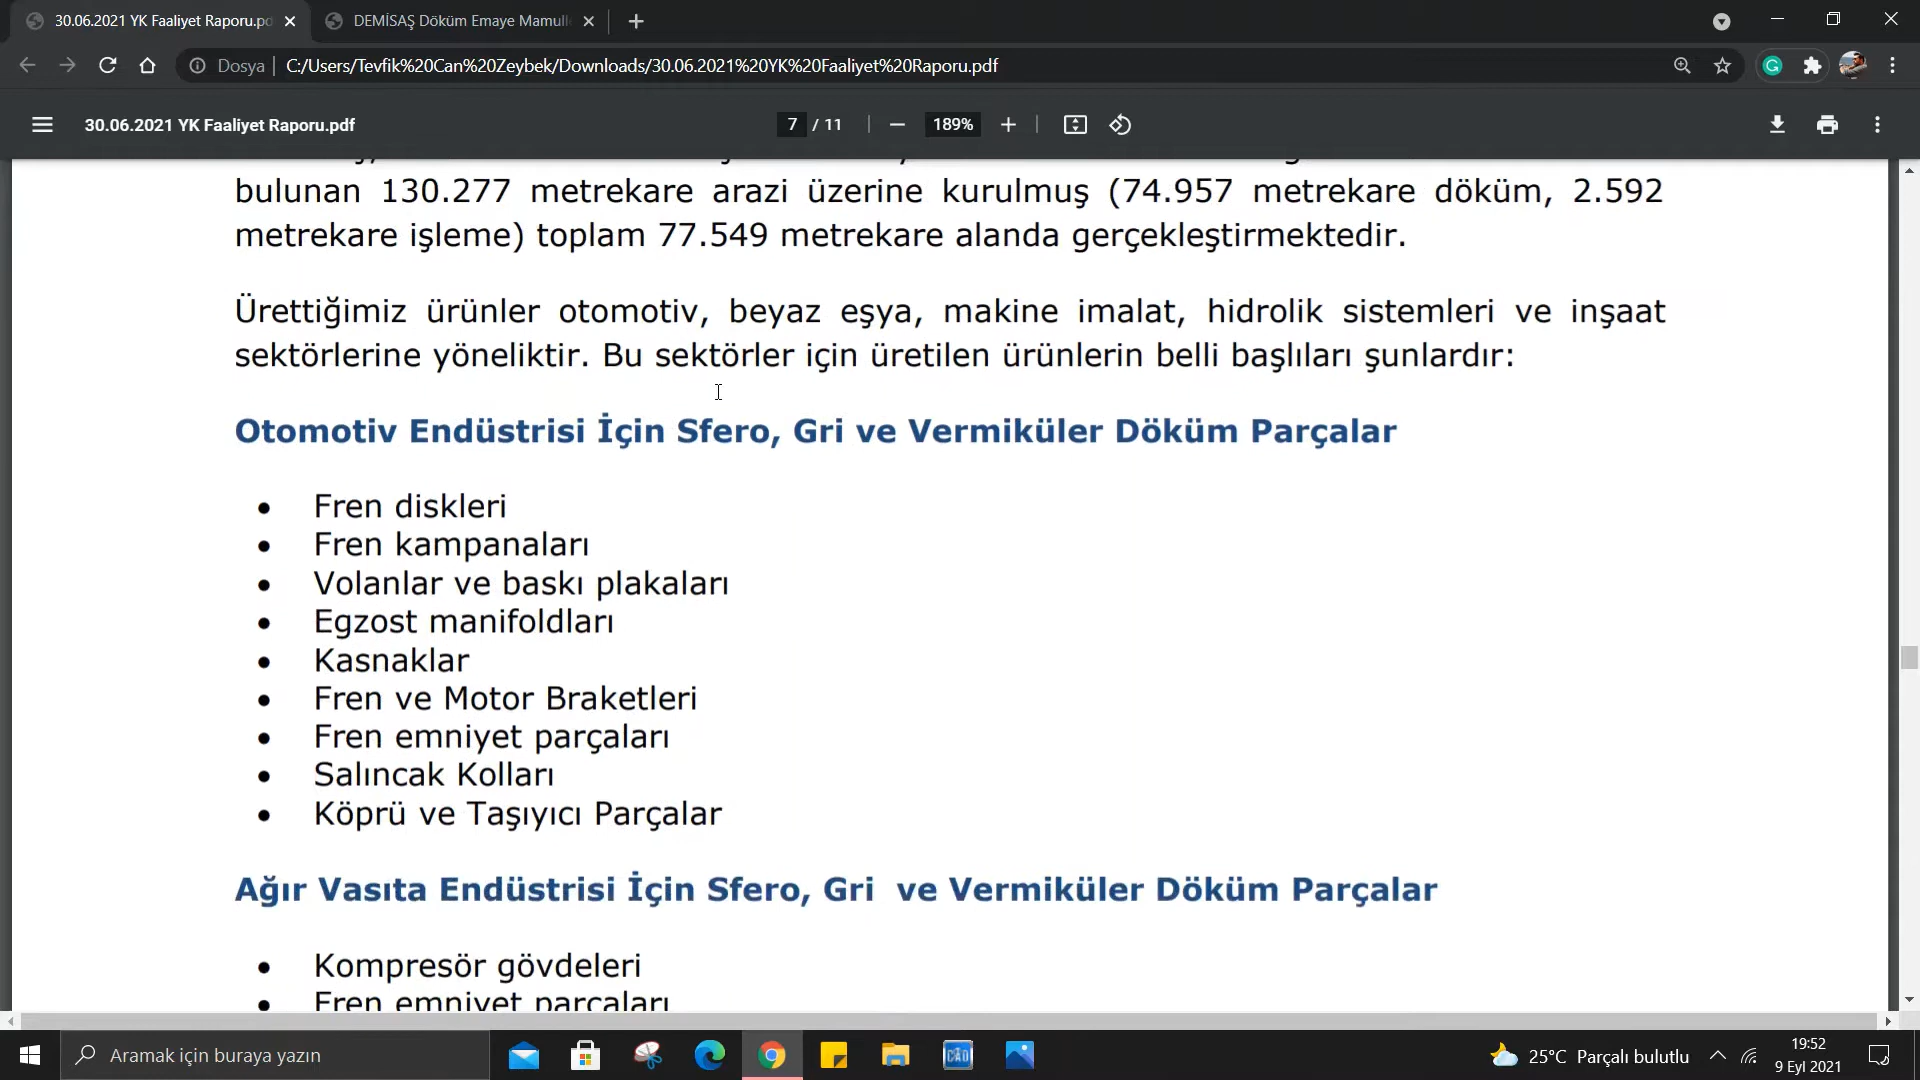 30.06.2021 YK Faaliyet Raporu.pd
DEMİSAŞ Döküm Emaye Mamull
Dosya
C:/Users/Tevfik%20Can%20Zeybek/Downloads/30.06.2021%20YK%20Faaliyet%20Raporu.pdf
30.06.2021 YK Faaliyet Raporu.pdf
7 / 11
189%
bulunan 130.277 metrekare arazi üzerine kurulmuş (74.957 metrekare döküm, 2.592
metrekare işleme) toplam 77.549 metrekare alanda gerçekleştirmektedir.
Ürettiğimiz ürünler otomotiv, beyaz eşya, makine imalat, hidrolik sistemleri ve inşaat
sektörlerine yöneliktir. Bu sektörler için üretilen ürünlerin belli başlıları şunlardır:
Otomotiv Endüstrisi İçin Sfero, Gri ve Vermiküler Döküm Parçalar
• Fren diskleri
• Fren kampanaları
• Volanlar ve baskı plakaları
• Egzost manifoldları
• Kasnaklar
• Fren ve Motor Braketleri
• Fren emniyet parçaları
• Salıncak Kolları
• Köprü ve Taşıyıcı Parçalar
Ağır Vasıta Endüstrisi İçin Sfero, Gri ve Vermiküler Döküm Parçalar
• Kompresör gövdeleri
• Fren emniyet parçaları
Aramak için buraya yazın
CAD
25°C Parçalı bulutlu
19:52
9 Eyl 2021